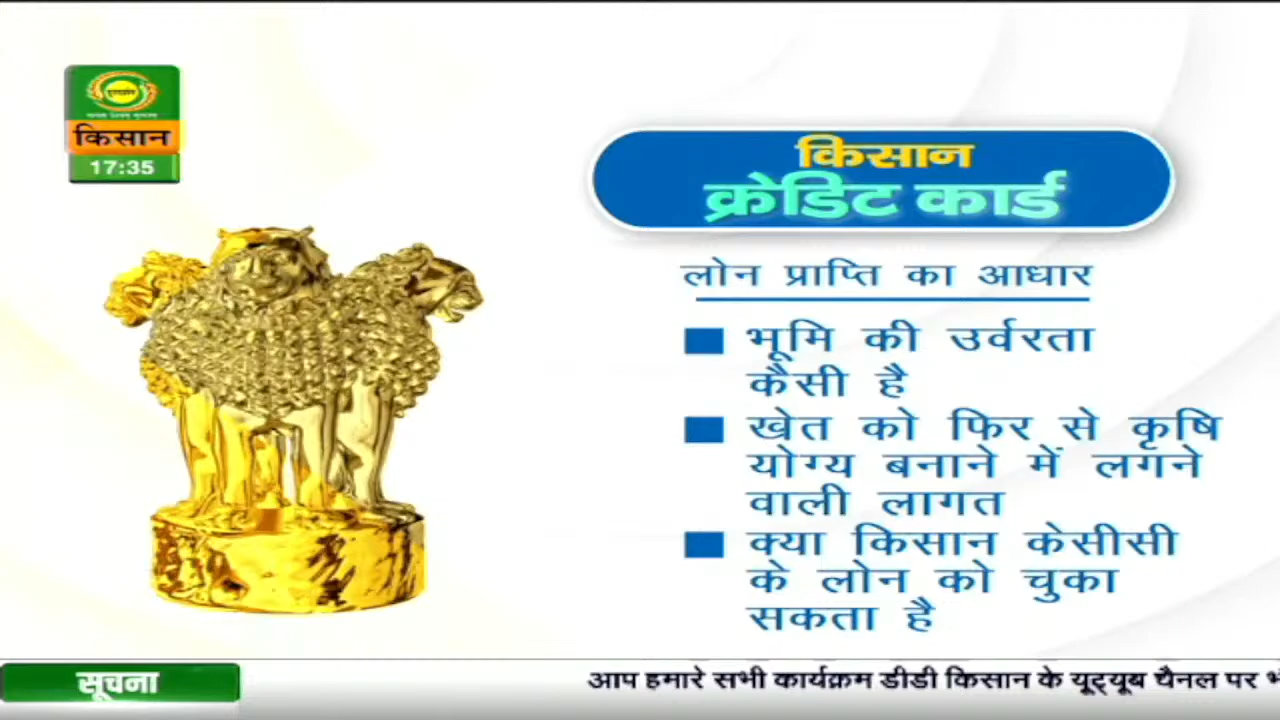 किसान
17:35
किसान
क्रेडिट कार्ड
लोन प्राप्ति का आधार
भूमि की उर्वरता
कैसी है
खेत को फिर से कृषि
योग्य बनाने में लगने
वाली लागत
क्या किसान केसीसी
के लोन को चुका
सकता है
सूचना
आप हमारे सभी कार्यक्रम डीडी किसान के यूट्यूब चैनल पर